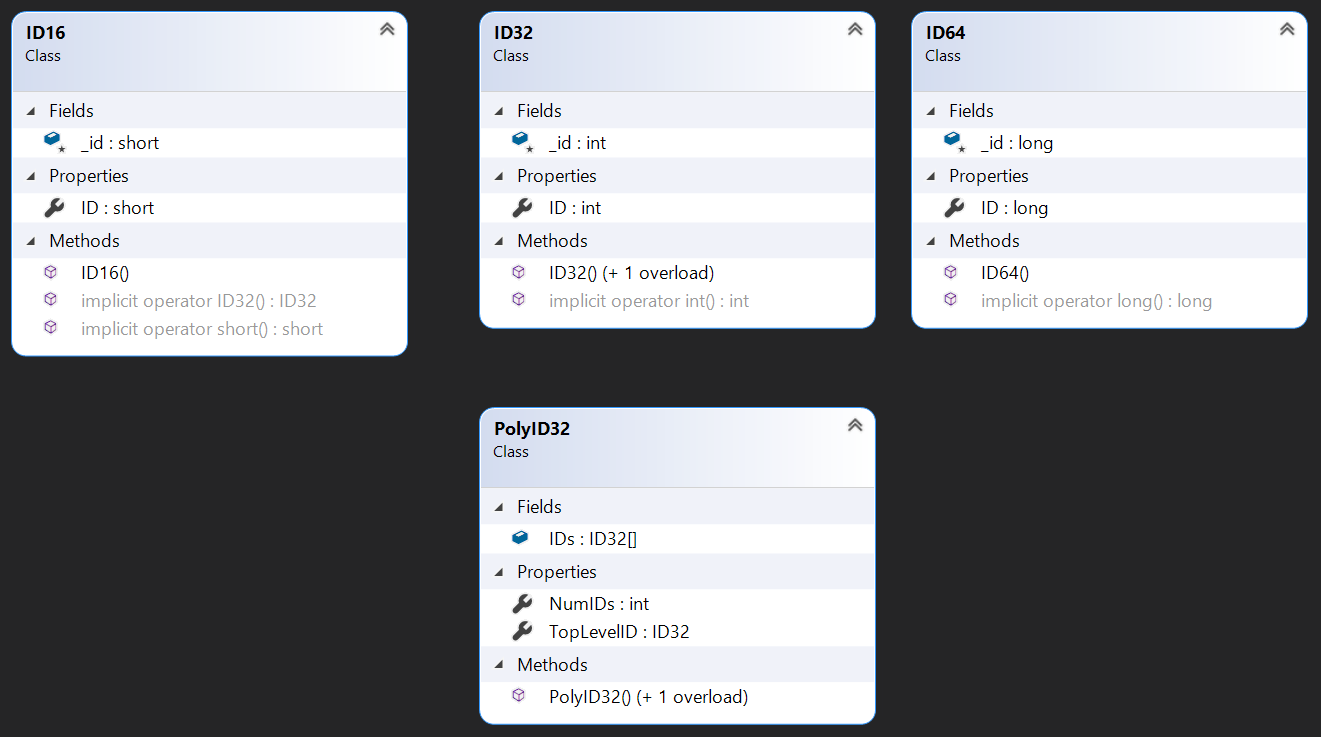 ID16
Class
Fields
_id : short
Properties
ID : short
Methods
ID16()
implicit operator ID32() : ID32
implicit operator short() : short
ID32
Class
Fields
_id : int
Properties
ID : int
Methods
ID32() (+ 1 overload)
implicit operator int() : int
ID64
Class
Fields
_id : long
Properties
ID : long
Methods
ID64()
implicit operator long() : long
PolyID32
Class
Fields
IDs : ID32[]
Properties
NumIDs : int
TopLevelID : ID32
Methods
PolyID32() (+ 1 overload)